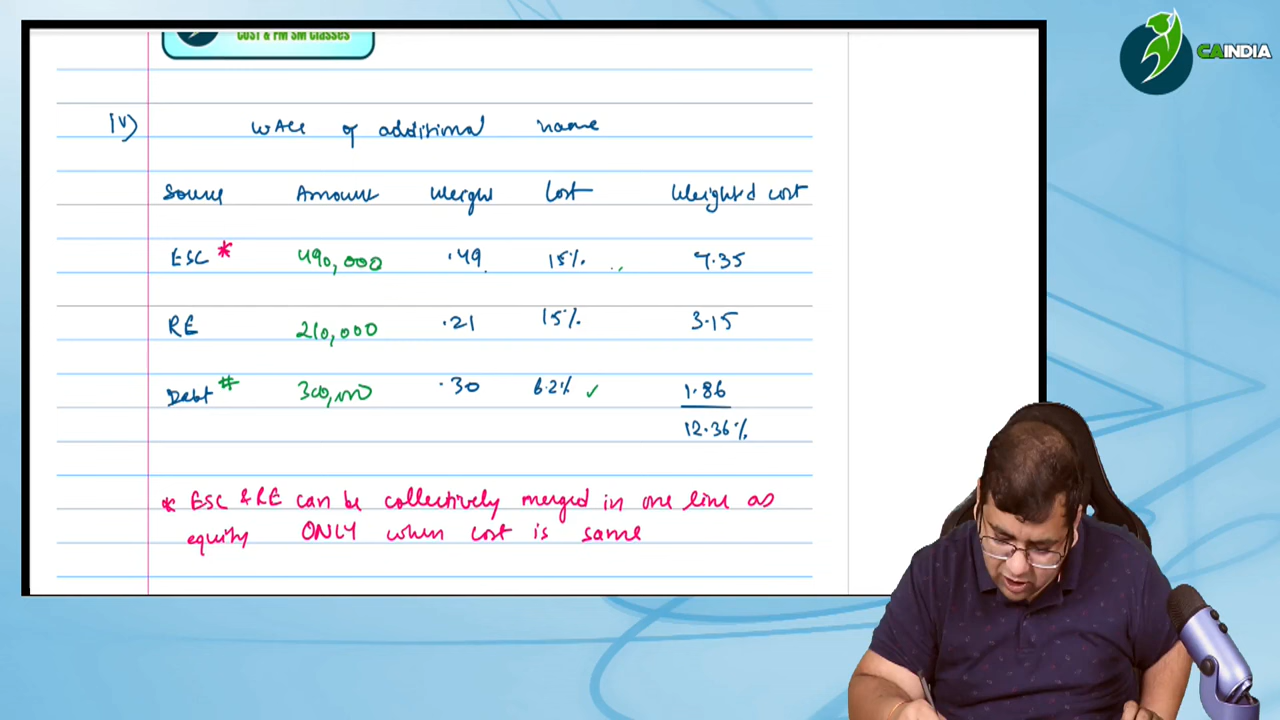 COST & FM SM Classes
CAINDIA
IV) WACC of additional
Source Amount Weight Cost Weighted cost
ESC * 490,000 .49 15% 7.35
RE 210,000 .21 15% 3.15
Debt # 300,000 .30 6.2% ✓ 1.86
12.36%
* ESC & RE can be collectively merged in one line as
equity ONLY when cost is same